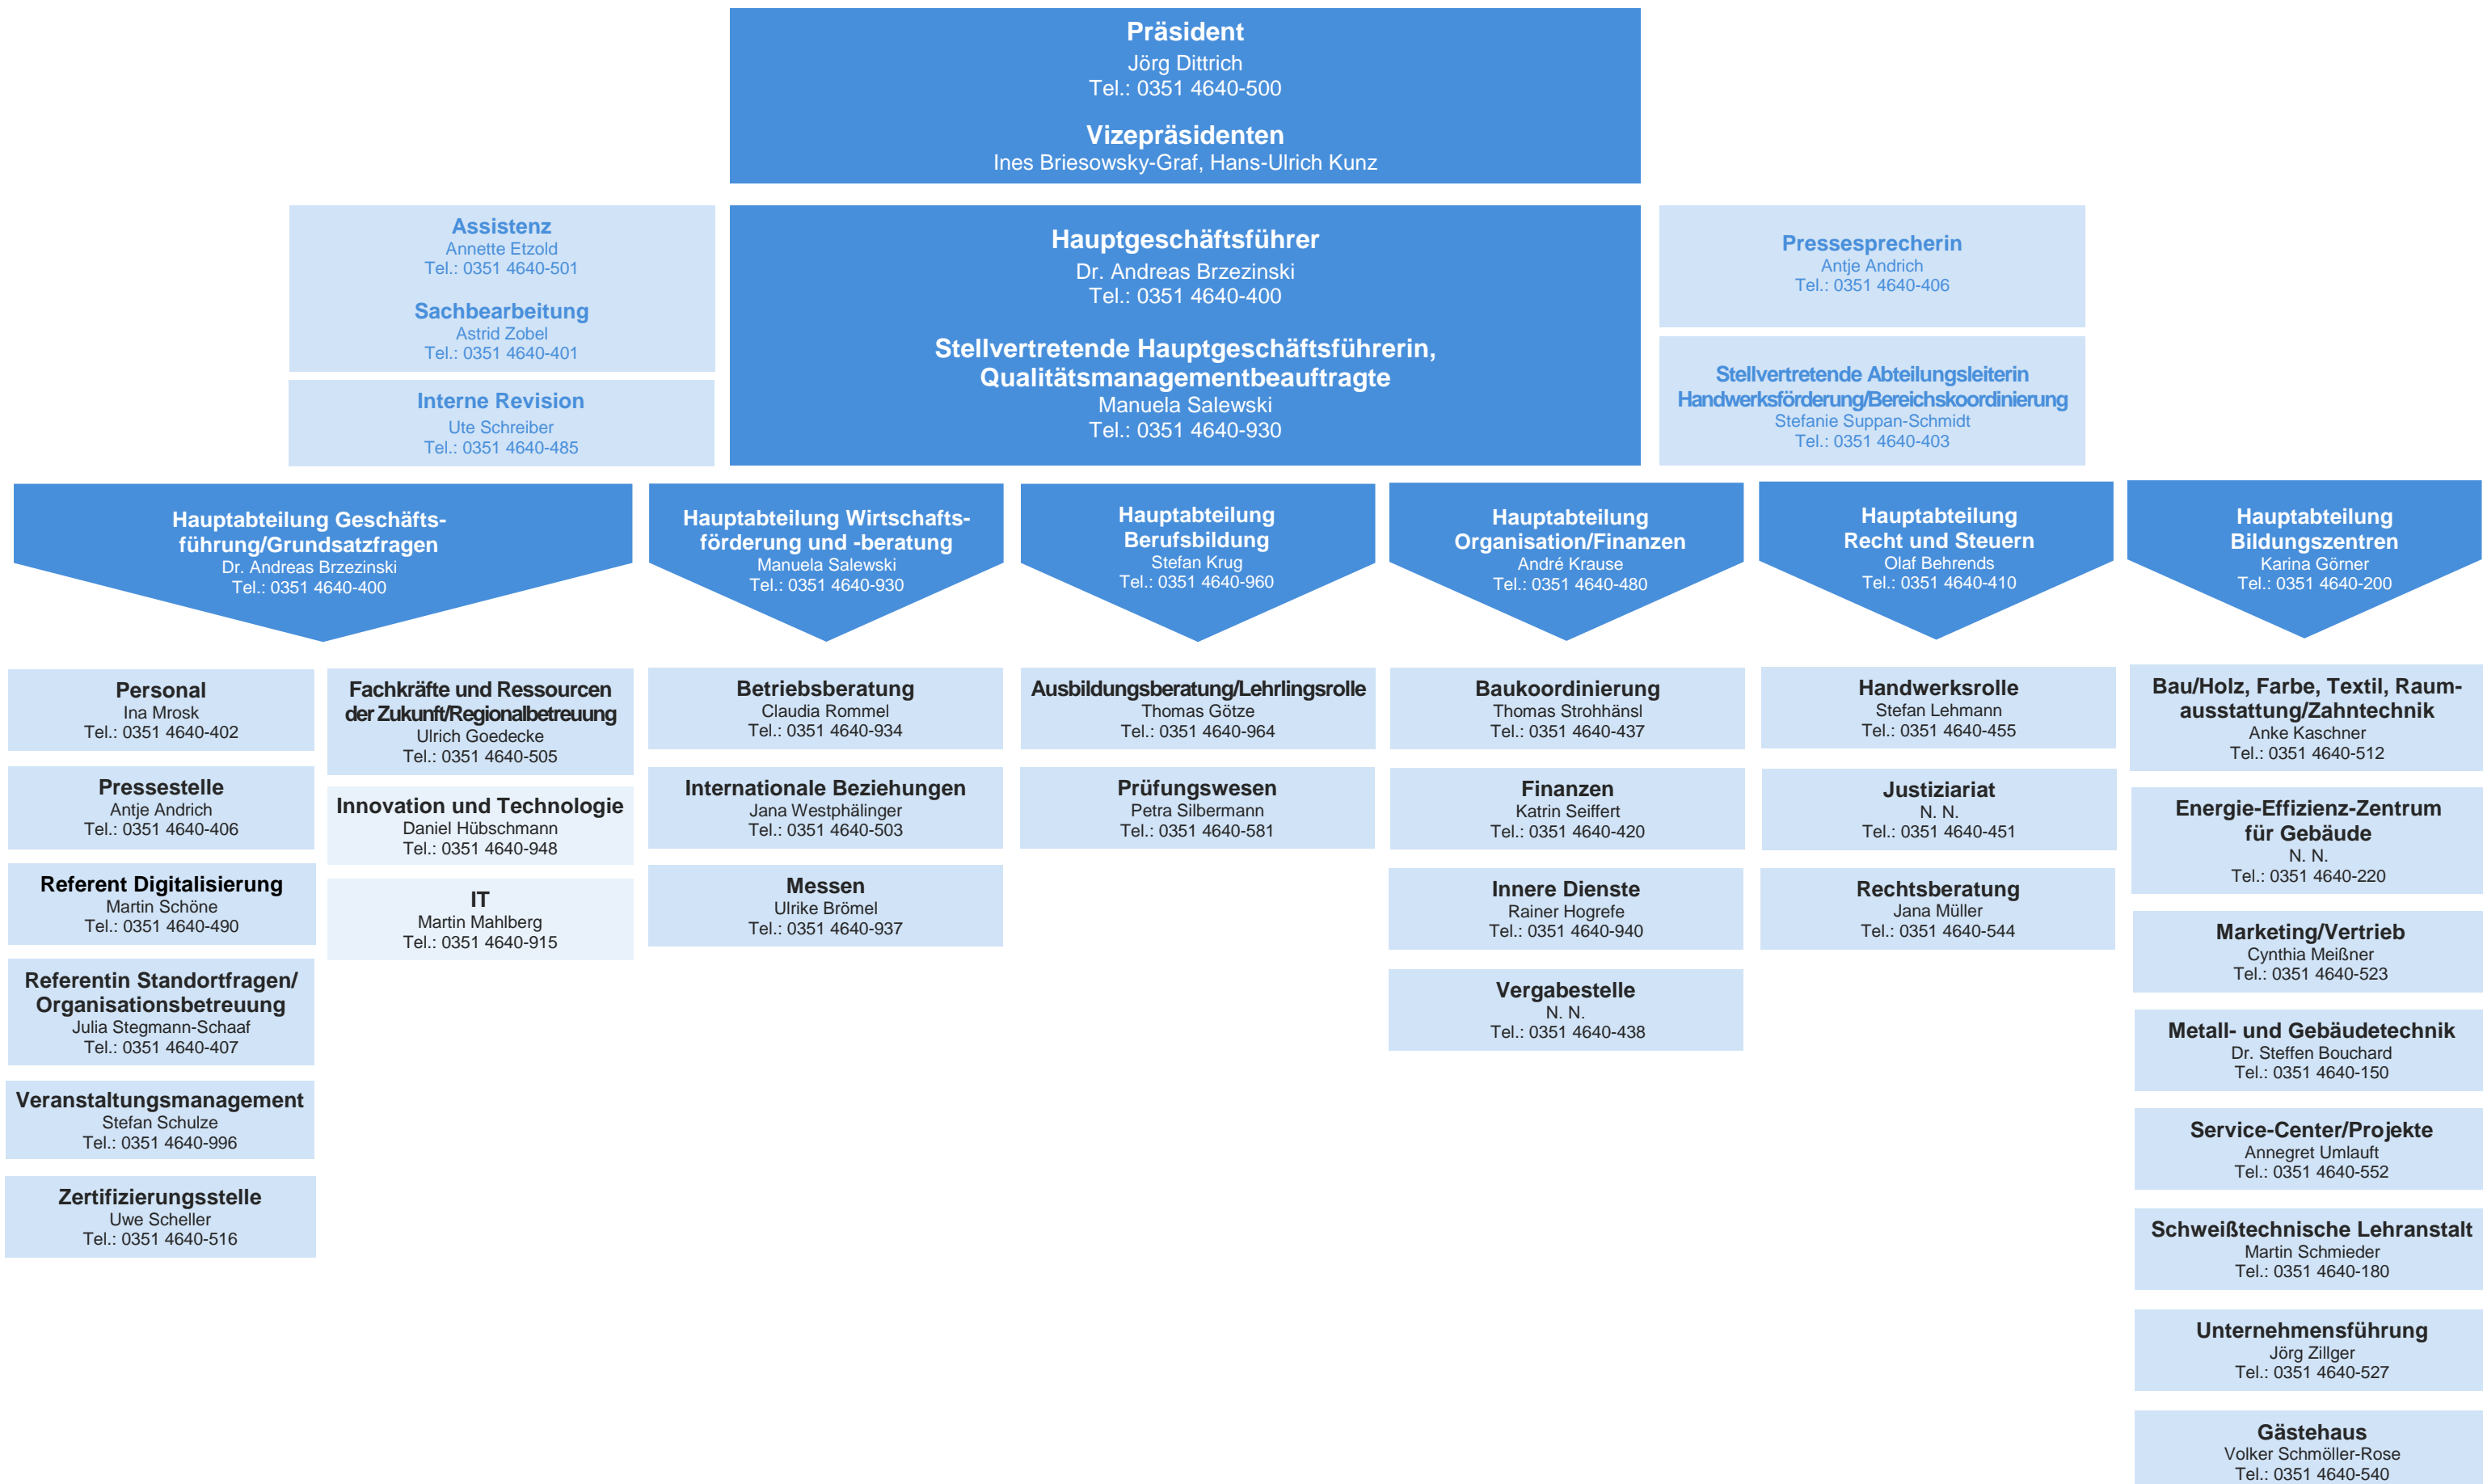 Präsident
Jörg Dittrich
Tel.: 0351 4640-500
Vizepräsidenten
Ines Briesowsky-Graf, Hans-Ulrich Kunz
Assistenz
Annette Etzold
Tel.: 0351 4640-501
Sachbearbeitung
Astrid Zobel
Tel.: 0351 4640-401
Interne Revision
Ute Schreiber
Tel.: 0351 4640-485
Hauptgeschäftsführer
Dr. Andreas Brzezinski
Tel.: 0351 4640-400
Stellvertretende Hauptgeschäftsführerin,
Qualitätsmanagementbeauftragte
Manuela Salewski
Tel.: 0351 4640-930
Pressesprecherin
Antje Andrich
Tel.: 0351 4640-406
Stellvertretende Abteilungsleiterin
Handwerksförderung/Bereichskoordinierung
Stefanie Suppan-Schmidt
Tel.: 0351 4640-403
Hauptabteilung Geschäfts-
führung/Grundsatzfragen
Dr. Andreas Brzezinski
Tel.: 0351 4640-400
Hauptabteilung Wirtschafts-
förderung und -beratung
Manuela Salewski
Tel.: 0351 4640-930
Hauptabteilung
Berufsbildung
Stefan Krug
Tel.: 0351 4640-960
Hauptabteilung
Organisation/Finanzen
André Krause
Tel.: 0351 4640-480
Hauptabteilung
Recht und Steuern
Olaf Behrends
Tel.: 0351 4640-410
Hauptabteilung
Bildungszentren
Karina Görner
Tel.: 0351 4640-200
Personal
Ina Mrosk
Tel.: 0351 4640-402
Pressestelle
Antje Andrich
Tel.: 0351 4640-406
Referent Digitalisierung
Martin Schöne
Tel.: 0351 4640-490
Referentin Standortfragen/
Organisationsbetreuung
Julia Stegmann-Schaaf
Tel.: 0351 4640-407
Veranstaltungsmanagement
Stefan Schulze
Tel.: 0351 4640-996
Zertifizierungsstelle
Uwe Scheller
Tel.: 0351 4640-516
Fachkräfte und Ressourcen
der Zukunft/Regionalbetreuung
Ulrich Goedecke
Tel.: 0351 4640-505
Innovation und Technologie
Daniel Hübschmann
Tel.: 0351 4640-948
IT
Martin Mahlberg
Tel.: 0351 4640-915
Betriebsberatung
Claudia Rommel
Tel.: 0351 4640-934
Internationale Beziehungen
Jana Westphälinger
Tel.: 0351 4640-503
Messen
Ulrike Brömel
Tel.: 0351 4640-937
Ausbildungsberatung/Lehrlingsrolle
Thomas Götze
Tel.: 0351 4640-964
Prüfungswesen
Petra Silbermann
Tel.: 0351 4640-581
Baukoordinierung
Thomas Strohhänsl
Tel.: 0351 4640-437
Finanzen
Katrin Seiffert
Tel.: 0351 4640-420
Innere Dienste
Rainer Hogrefe
Tel.: 0351 4640-940
Vergabestelle
N. N.
Tel.: 0351 4640-438
Handwerksrolle
Stefan Lehmann
Tel.: 0351 4640-455
Justiziariat
N. N.
Tel.: 0351 4640-451
Rechtsberatung
Jana Müller
Tel.: 0351 4640-544
Bau/Holz, Farbe, Textil, Raum-
ausstattung/Zahntechnik
Anke Kaschner
Tel.: 0351 4640-512
Energie-Effizienz-Zentrum
für Gebäude
N. N.
Tel.: 0351 4640-220
Marketing/Vertrieb
Cynthia Meißner
Tel.: 0351 4640-523
Metall- und Gebäudetechnik
Dr. Steffen Bouchard
Tel.: 0351 4640-150
Service-Center/Projekte
Annegret Umlauft
Tel.: 0351 4640-552
Schweißtechnische Lehranstalt
Martin Schmieder
Tel.: 0351 4640-180
Unternehmensführung
Jörg Zillger
Tel.: 0351 4640-527
Gästehaus
Volker Schmöller-Rose
Tel.: 0351 4640-540